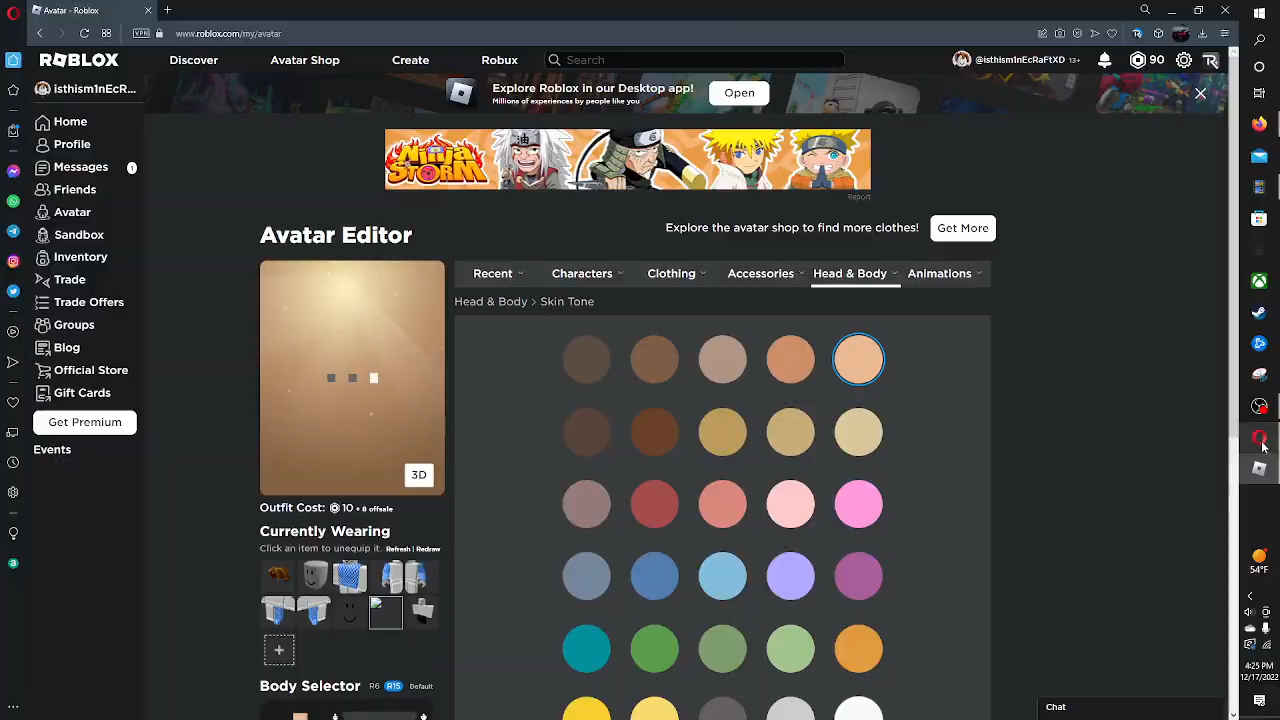 Avatar - Roblox
VPN
www.roblox.com/my/avatar
ROBLOX
Discover
Avatar Shop
Create
Robux
Search
@isthism1nECRaFtXD 13+
90
isthism1nECR...
Explore Roblox in our Desktop app!
Millions of experiences by people like you
Open
Home
Profile
Messages
1
Friends
Avatar
Sandbox
Inventory
Trade
Trade Offers
Groups
Blog
Official Store
Gift Cards
Get Premium
Events
NiNJA
STORM
油
Report
Avatar Editor
Explore the avatar shop to find more clothes!
Get More
Recent
Characters
Clothing
Accessories
Head & Body
Animations
Head & Body > Skin Tone
3D
Outfit Cost: 10 + 8 offsale
Currently Wearing
Click an item to unequip it. Refresh | Redraw
Body Selector R6 R15 Default
Chat
54°F
4:25 PM
12/17/2022